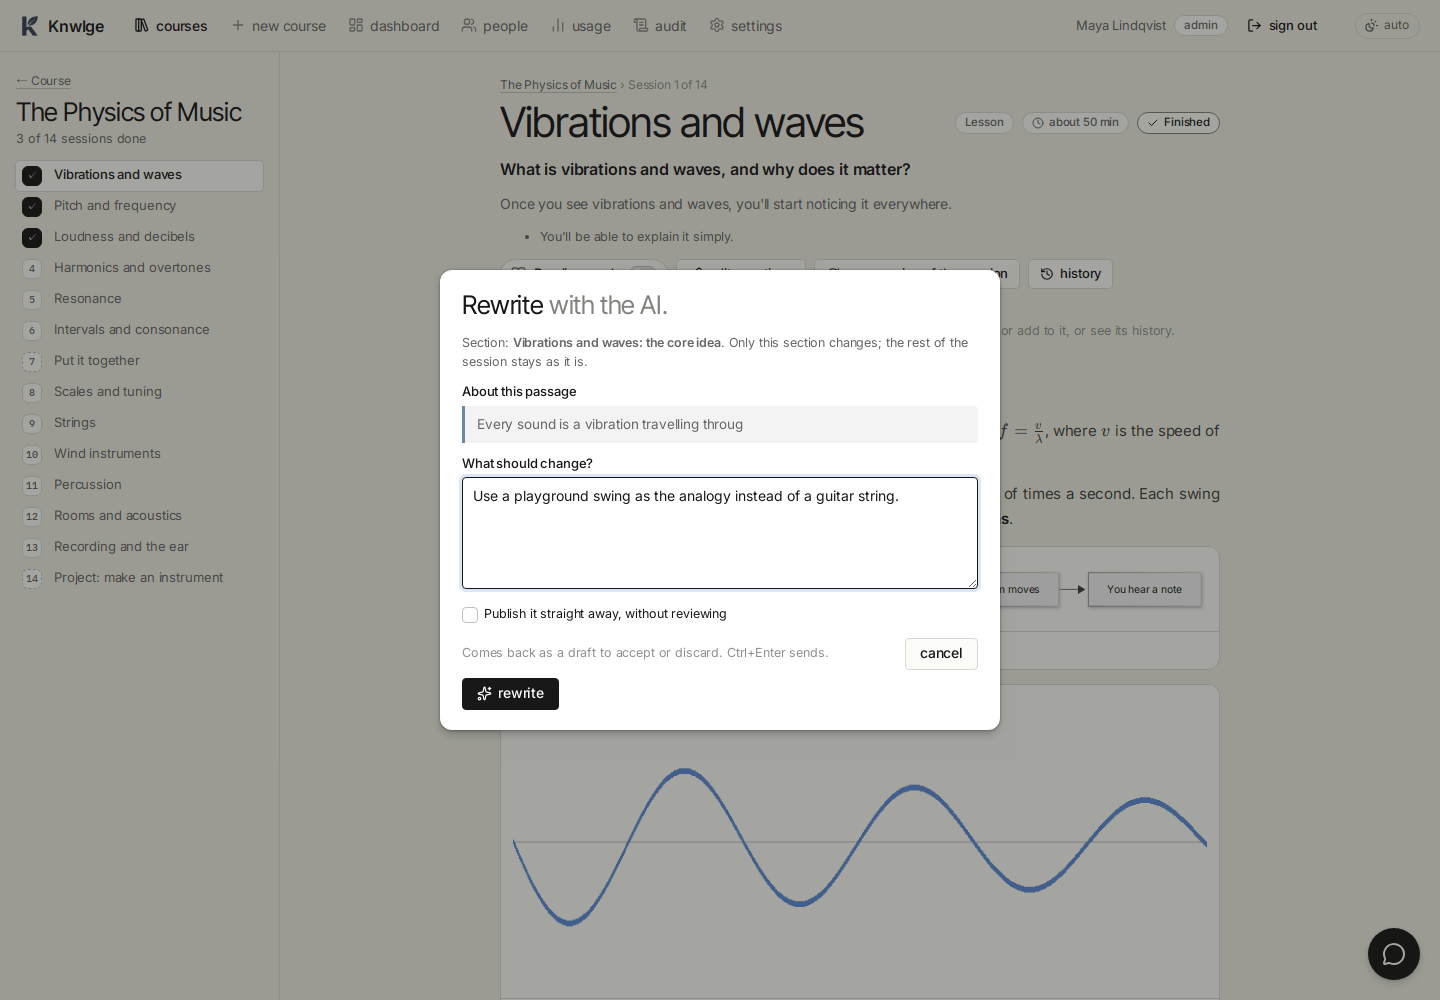 Knwlge
courses
new course
dashboard
people
usage
audit
settings
Maya Lindqvist
admin
sign out
auto
← Course
The Physics of Music
3 of 14 sessions done
Vibrations and waves
Pitch and frequency
Loudness and decibels
4 Harmonics and overtones
5 Resonance
6 Intervals and consonance
7 Put it together
8 Scales and tuning
9 Strings
10 Wind instruments
11 Percussion
12 Rooms and acoustics
13 Recording and the ear
14 Project: make an instrument
The Physics of Music › Session 1 of 14
Vibrations and waves
Lesson
about 50 min
Finished
What is vibrations and waves, and why does it matter?
Once you see vibrations and waves, you'll start noticing it everywhere.
• You'll be able to explain it simply.
history
or add to it, or see its history.
f = v/λ, where v is the speed of
of times a second. Each swing
s.
moves
You hear a note
Rewrite with the AI.
Section: Vibrations and waves: the core idea. Only this section changes; the rest of the
session stays as it is.
About this passage
Every sound is a vibration travelling throug
What should change?
Use a playground swing as the analogy instead of a guitar string.
Publish it straight away, without reviewing
Comes back as a draft to accept or discard. Ctrl+Enter sends.
cancel
rewrite